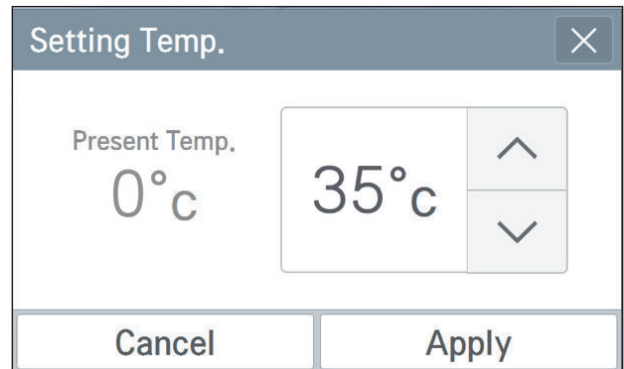 Setting Temp.
Present Temp.
0°c
35°c
Cancel
Apply